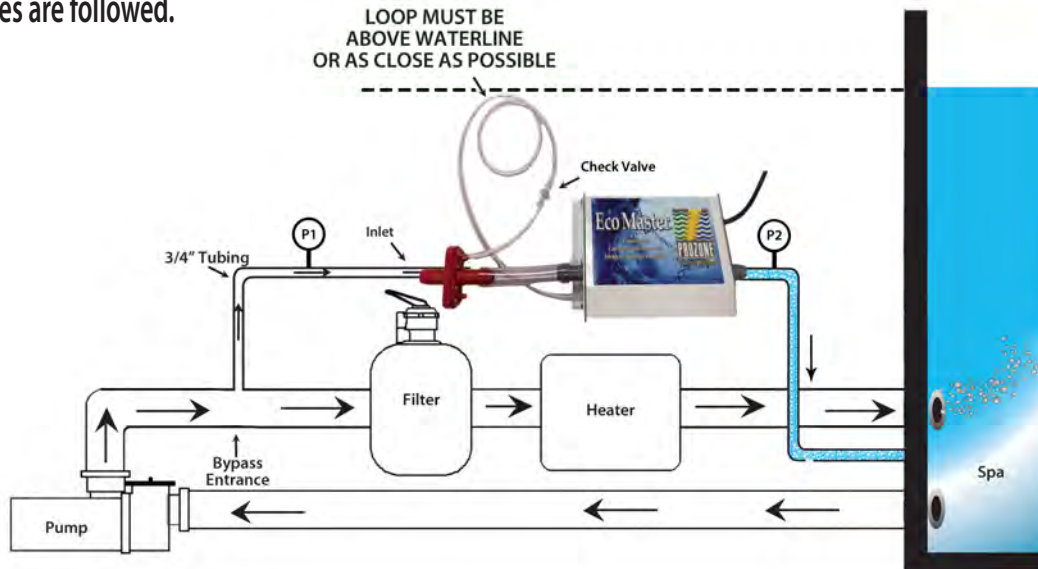 es are followed.
LOOP MUST BE
ABOVE WATERLINE
OR AS CLOSE AS POSSIBLE
Check Valve
P1
Inlet
3/4" Tubing
Eco Master
PROZONE
P2
Filter
Heater
Bypass
Entrance
Pump
Spa